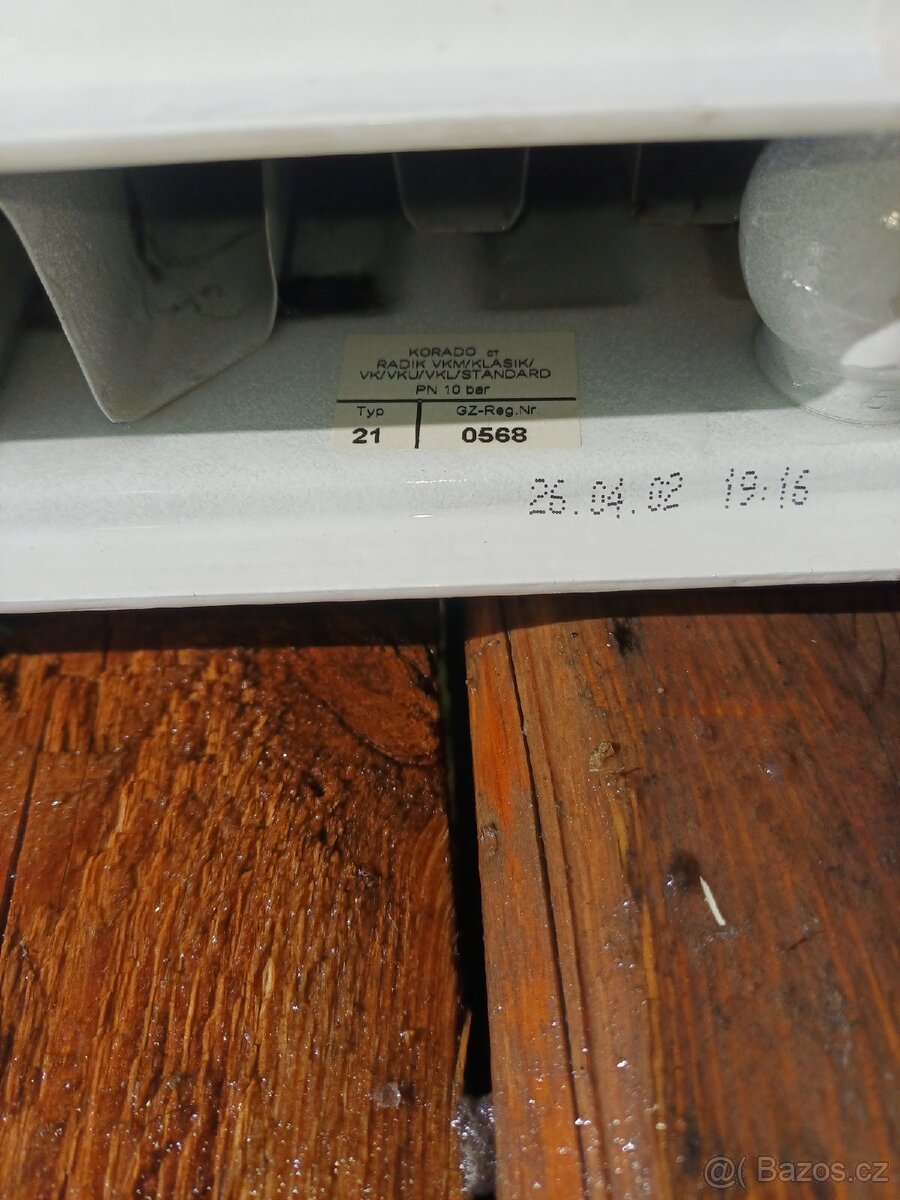 KORADO CT
RADIK VKM/KLASIK/
VK/VKU/VKL/STANDARD
PN 10 bar
Typ GZ-Reg.Nr.
21 0568
26.04.02 19:16
@( Bazos.cz